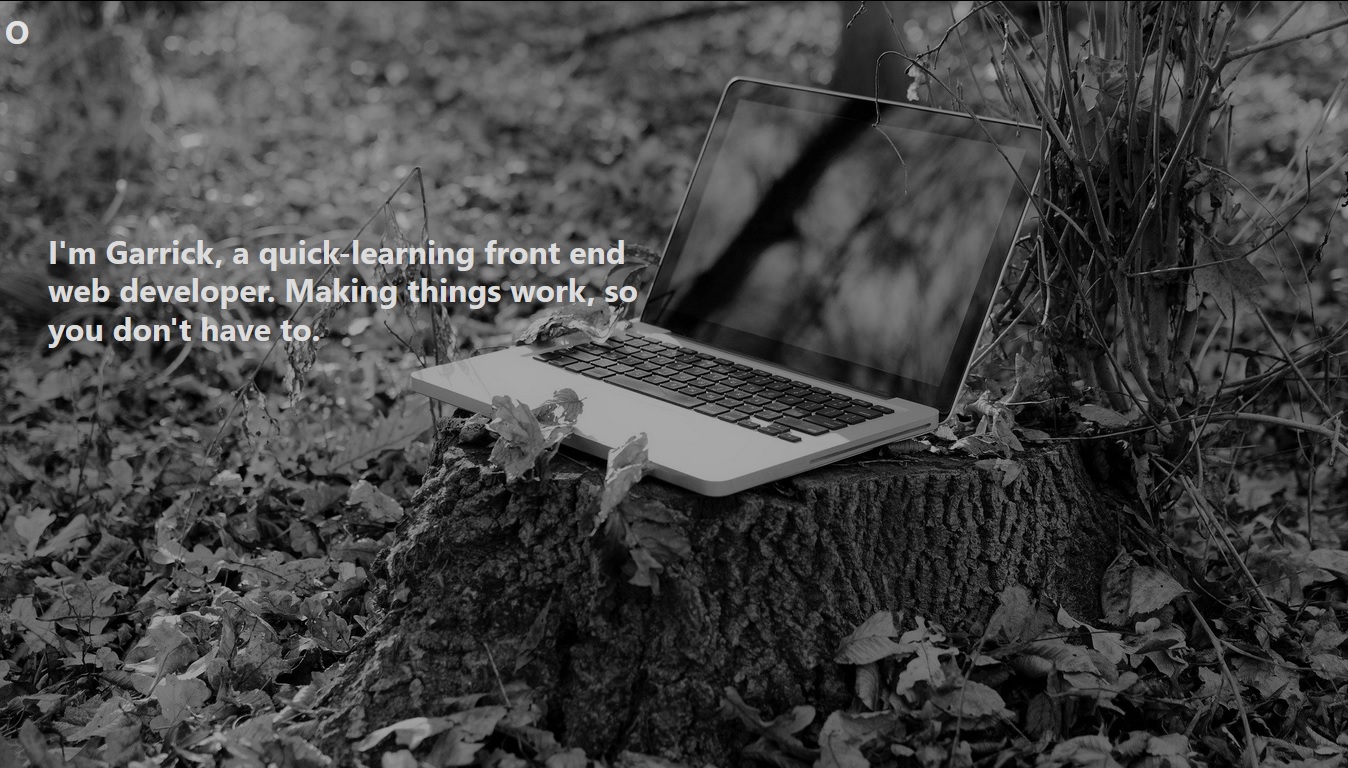 o
I'm Garrick, a quick-learning front end
web developer. Making things work, so
you don't have to.